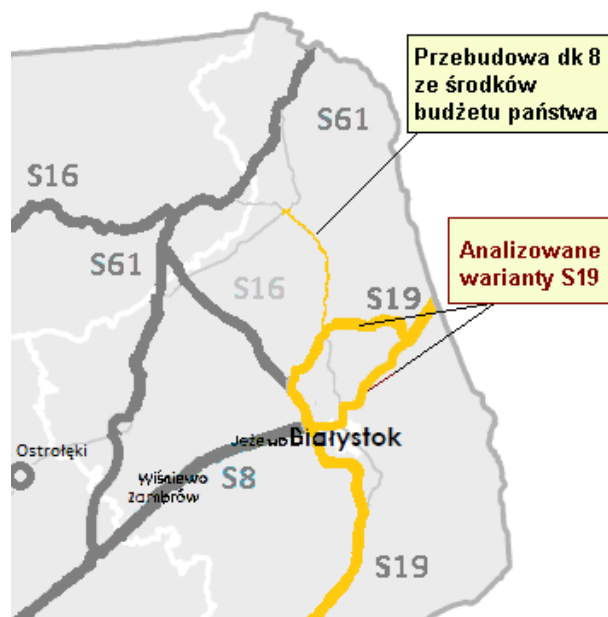 Przebudowa dk 8
ze środków
budżetu państwa
S61
S16
S61
Analizowane
warianty S19
S16
S19
Ostrołęki
Jeżewo
Białystok
Wiśniewo
S8
Zambrów
S19